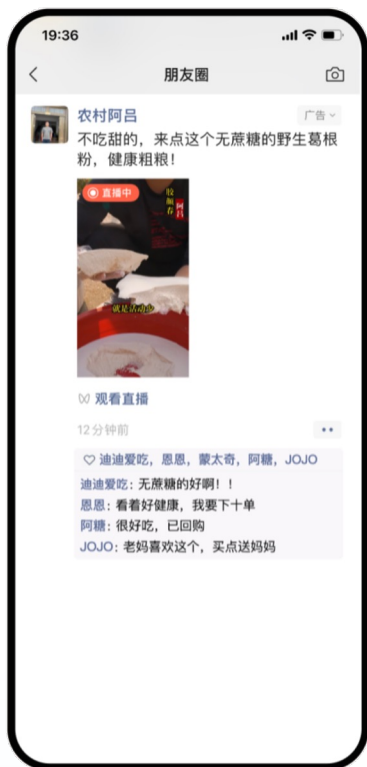 19:36
朋友圈
农村阿吕
广告
不吃甜的，来点这个无蔗糖的野生葛根
粉，健康粗粮！
直播中
就是活动少
观看直播
12分钟前
迪迪爱吃，恩恩，蒙太奇，阿糖，JOJO
迪迪爱吃：无蔗糖的好啊！！
恩恩：看着好健康，我要下十单
阿糖：很好吃，已回购
JOJO：老妈喜欢这个，买点送妈妈